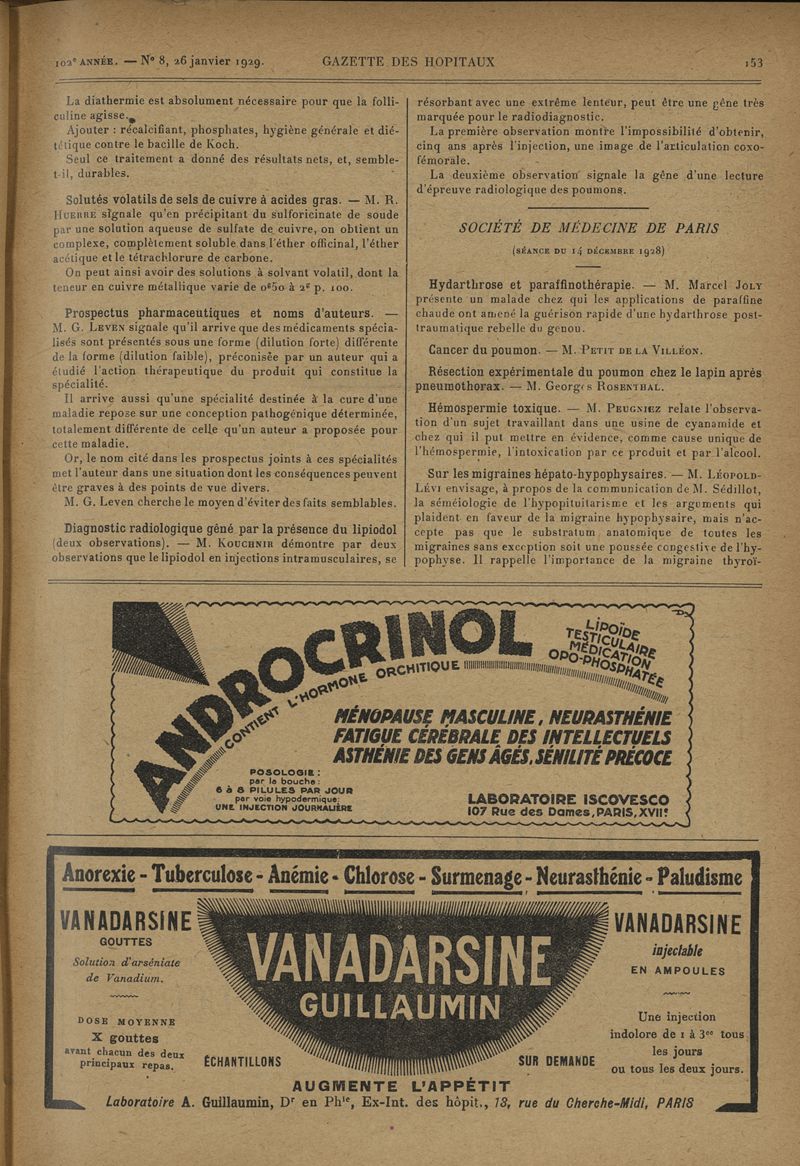 102e ANNÉE. — N° 8, 26 janvier 1929. GAZETTE DES HOPITAUX 153
La diathermie est absolument nécessaire pour que la folli-
culine agisse.
Ajouter : récalcifiant, phosphates, hygiène générale et dié-
tétique contre le bacille de Koch.
Seul ce traitement a donné des résultats nets, et, semble-
t-il, durables.
Solutés volatils de sels de cuivre à acides gras. — M. R.
HUERRE signale qu'en précipitant du sulforicinate de soude
par une solution aqueuse de sulfate de cuivre, on obtient un
complexe, complètement soluble dans l'éther officinal, l'éther
acétique et le tétrachlorure de carbone.
On peut ainsi avoir des solutions à solvant volatil, dont la
teneur en cuivre métallique varie de 0g50 à 2g p. 100.
Prospectus pharmaceutiques et noms d'auteurs. —
M. G. LEVEN signale qu'il arrive que des médicaments spécia-
lisés sont présentés sous une forme (dilution forte) différente
de la forme (dilution faible), préconisée par un auteur qui a
étudié l'action thérapeutique du produit qui constitue la
spécialité.
Il arrive aussi qu'une spécialité destinée à la cure d'une
maladie repose sur une conception pathogénique déterminée,
totalement différente de celle qu'un auteur a proposée pour
cette maladie.
Or, le nom cité dans les prospectus joints à ces spécialités
met l'auteur dans une situation dont les conséquences peuvent
être graves à des points de vue divers.
M. G. Leven cherche le moyen d'éviter des faits semblables.
Diagnostic radiologique gêné par la présence du lipiodol
(deux observations). — M. KOUCHNIR démontre par deux
observations que le lipiodol en injections intramusculaires, se
résorbant avec une extrême lenteur, peut être une gêne très
marquée pour le radiodiagnostic.
La première observation montre l'impossibilité d'obtenir,
cinq ans après l'injection, une image de l'articulation coxo-
fémorale.
La deuxième observation signale la gêne d'une lecture
d'épreuve radiologique des poumons.
SOCIÉTÉ DE MÉDECINE DE PARIS
(SÉANCE DU 14 DÉCEMBRE 1928)
Hydarthrose et paraffinothérapie. — M. Marcel JOLY
présente un malade chez qui les applications de paraffine
chaude ont amené la guérison rapide d'une hydarthrose post-
traumatique rebelle du genou.
Cancer du poumon. — M. PETIT DE LA VILLÉON.
Résection expérimentale du poumon chez le lapin après
pneumothorax. — M. Georges ROSENTHAL.
Hémospermie toxique. — M. PEUGNIEZ relate l'observa-
tion d'un sujet travaillant dans une usine de cyanamide et
chez qui il put mettre en évidence, comme cause unique de
l'hémospermie, l'intoxication par ce produit et par l'alcool.
Sur les migraines hépato-hypophysaires. — M. LÉOPOLD-
LÉVI envisage, à propos de la communication de M. Sédillot,
la séméiologie de l'hypopituitarisme et les arguments qui
plaident en faveur de la migraine hypophysaire, mais n'ac-
cepte pas que le substratum anatomique de toutes les
migraines sans exception soit une poussée congestive de l'hy-
pophyse. Il rappelle l'importance de la migraine thyroï-
ANDROCRINOL
CONTIENT L'HORMONE ORCHITIQUE
LIPOÏDE
TESTICULAIRE
MÉDICATION
OPO-PHOSPHATÉE
MÉNOPAUSE MASCULINE, NEURASTHÉNIE
FATIGUE CÉRÉBRALE DES INTELLECTUELS
ASTHÉNIE DES GENS ÂGÉS, SÉNILITÉ PRÉCOCE
POSOLOGIE :
par la bouche :
6 à 8 PILULES PAR JOUR
par voie hypodermique:
UNE INJECTION JOURNALIÈRE
LABORATOIRE ISCOVESCO
107 Rue des Dames, PARIS, XVIIe
Anorexie - Tuberculose - Anémie - Chlorose - Surmenage - Neurasthénie - Paludisme
VANADARSINE
GOUTTES
Solution d'arséniate
de Vanadium.
DOSE MOYENNE
X gouttes
avant chacun des deux
principaux repas.
VANADARSINE
GUILLAUMIN
ÉCHANTILLONS SUR DEMANDE
VANADARSINE
injectable
EN AMPOULES
Une injection
indolore de 1 à 3cc tous
les jours
ou tous les deux jours.
AUGMENTE L'APPÉTIT
Laboratoire A. Guillaumin, Dr en Phie, Ex-Int. des hôpit., 13, rue du Cherche-Midi, PARIS